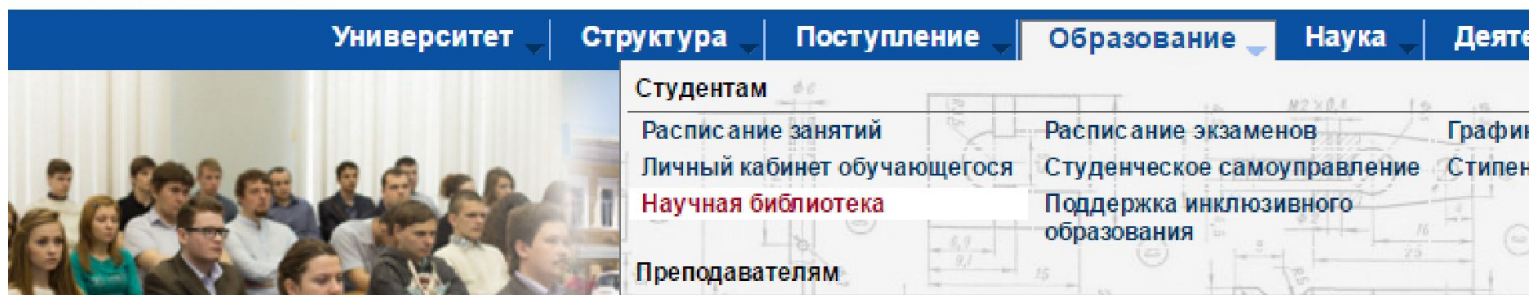 Университет Структура Поступление Образование Наука
Студентам
Расписание занятий Расписание экзаменов
Личный кабинет обучающегося Студенческое самоуправление
Научная библиотека Поддержка инклюзивного
образования
Преподавателям